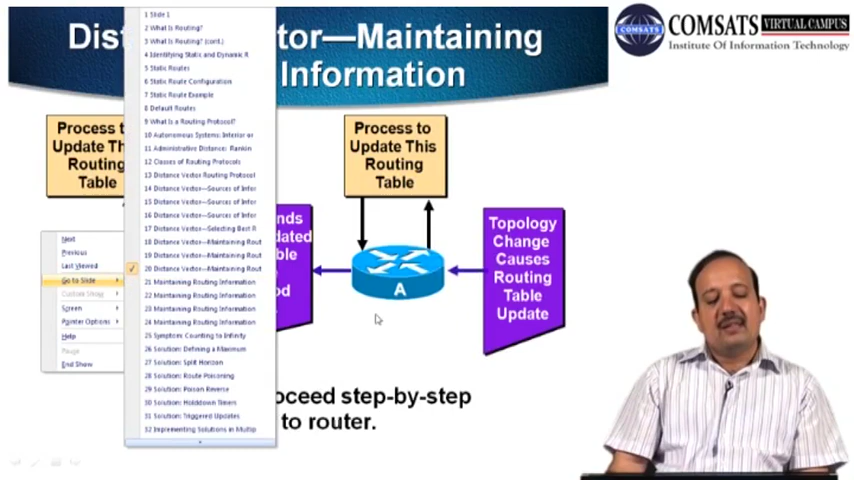 Dis
tor—Maintaining
Information
COMSATS VIRTUAL CAMPUS
Institute Of Information Technology
1 Slide 1
2 What Is Routing?
3 What Is Routing? (cont.)
4 Identifying Static and Dynamic R
5 Static Routes
6 Static Route Configuration
7 Static Route Example
8 Default Routes
9 What is a Routing Protocol?
10 Autonomous Systems: Interior or
11 Administrative Distance: Rankin
12 Classes of Routing Protocols
13 Distance Vector Routing Protocol
14 Distance Vector—Sources of Infor
15 Distance Vector—Sources of Infor
16 Distance Vector—Sources of Infor
17 Distance Vector—Selecting Best R
18 Distance Vector—Maintaining Rout
19 Distance Vector—Maintaining Rout
20 Distance Vector—Maintaining Rout
21 Maintaining Routing Information
22 Maintaining Routing Information
23 Maintaining Routing Information
24 Maintaining Routing Information
25 Symptom: Counting to Infinity
26 Solution: Defining a Maximum
27 Solution: Split Horizon
28 Solution: Route Poisoning
29 Solution: Poison Reverse
30 Solution: Holddown Timers
31 Solution: Triggered Updates
32 Implementing Solutions in Multip
Next
Previous
Last Viewed
Go to Slide
Custom Show
Screen
Pointer Options
Help
Pause
End Show
Process t
Update Thi
Routing
Table
Process to
Update This
Routing
Table
nds
dated
ble
od
A
Topology
Change
Causes
Routing
Table
Update
oceed step-by-step
to router.